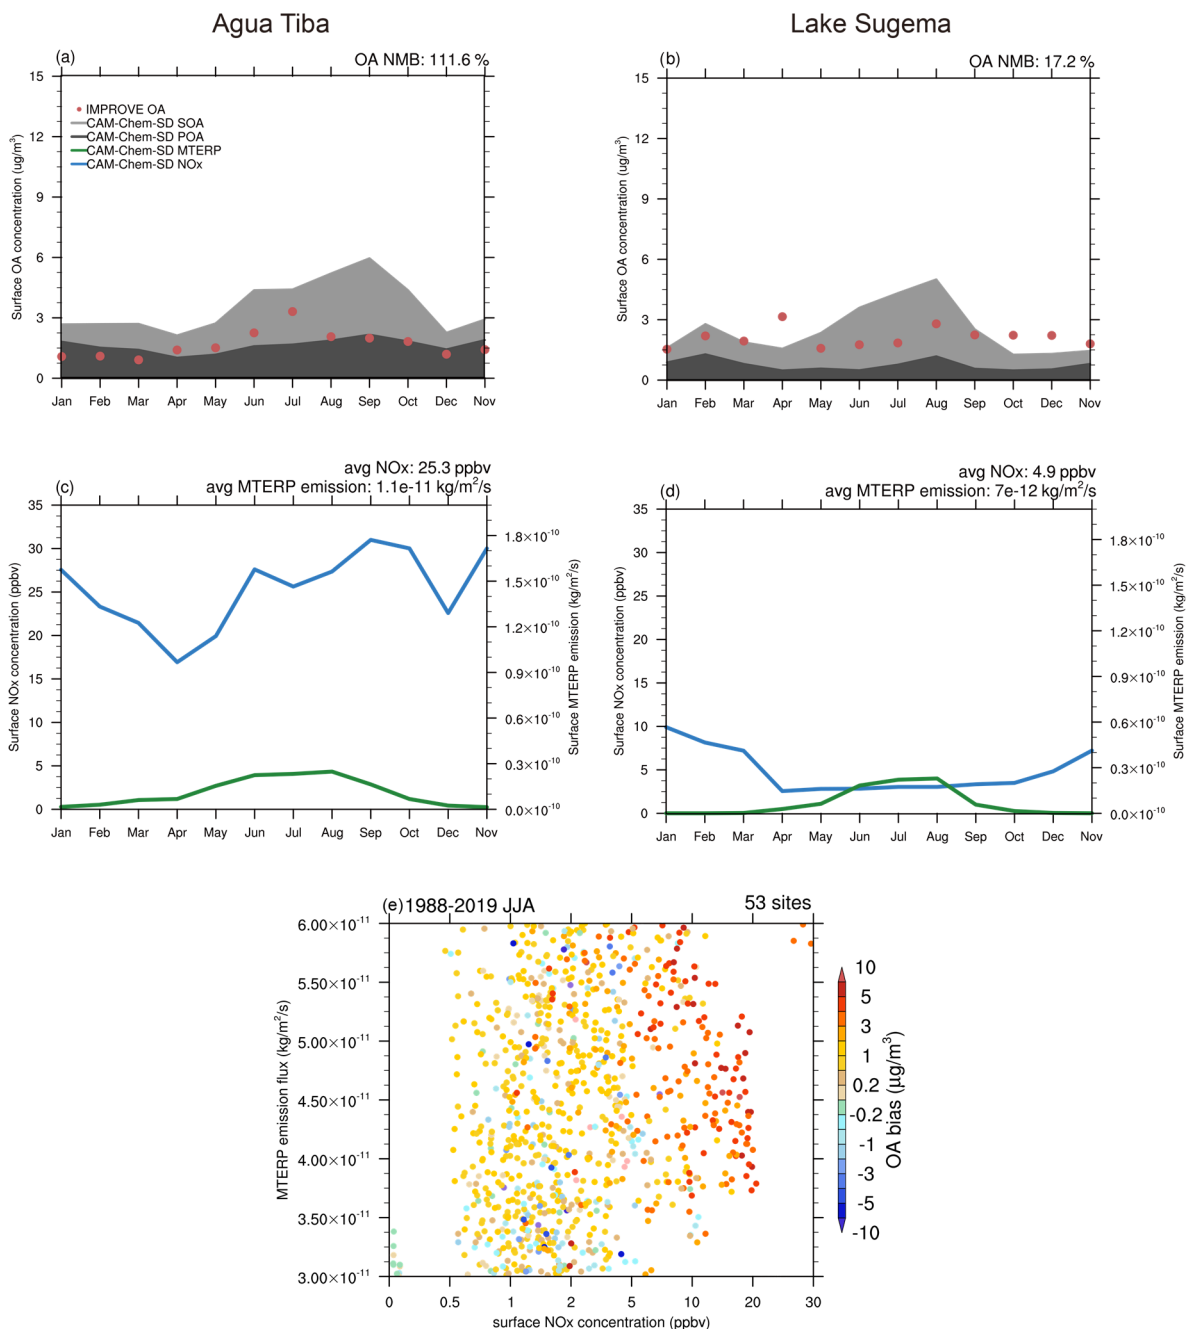 Agua Tiba
Lake Sugema
(a)
OA NMB: 111.6 %
15
12
9
6
3
0
Surface OA concentration (ug/m³)
IMPROVE OA
CAM-Chem-SD SOA
CAM-Chem-SD POA
CAM-Chem-SD MTERP
CAM-Chem-SD NOx
Jan Feb Mar Apr May Jun Jul Aug Sep Oct Dec Nov
(b)
OA NMB: 17.2 %
15
12
9
6
3
0
Surface OA concentration (ug/m³)
Jan Feb Mar Apr May Jun Jul Aug Sep Oct Dec Nov
avg NOx: 25.3 ppbv
(c)
avg MTERP emission: 1.1e-11 kg/m²/s
35
30
25
20
15
10
5
0
Surface NOx concentration (ppbv)
1.8×10⁻¹⁰
1.5×10⁻¹⁰
1.2×10⁻¹⁰
0.9×10⁻¹⁰
0.6×10⁻¹⁰
0.3×10⁻¹⁰
0.0×10⁻¹⁰
Surface MTERP emission (kg/m²/s)
Jan Feb Mar Apr May Jun Jul Aug Sep Oct Dec Nov
avg NOx: 4.9 ppbv
(d)
avg MTERP emission: 7e-12 kg/m²/s
35
30
25
20
15
10
5
0
Surface NOx concentration (ppbv)
1.8×10⁻¹⁰
1.5×10⁻¹⁰
1.2×10⁻¹⁰
0.9×10⁻¹⁰
0.6×10⁻¹⁰
0.3×10⁻¹⁰
0.0×10⁻¹⁰
Surface MTERP emission (kg/m²/s)
Jan Feb Mar Apr May Jun Jul Aug Sep Oct Dec Nov
(e) 1988-2019 JJA
53 sites
6.00×10⁻¹¹
5.50×10⁻¹¹
5.00×10⁻¹¹
4.50×10⁻¹¹
4.00×10⁻¹¹
3.50×10⁻¹¹
3.00×10⁻¹¹
MTERP emission flux (kg/m²/s)
0 0.5 1 2 5 10 20 30
surface NOx concentration (ppbv)
10
5
3
1
0.2
-0.2
-1
-3
-5
-10
OA bias (µg/m³)